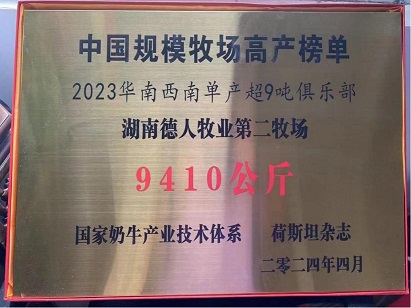 中国规模牧场高产榜单
2023华南西南单产超9吨俱乐部
湖南德人牧业第二牧场
9410公斤
国家奶牛产业技术体系 荷斯坦杂志
二零二四年四月